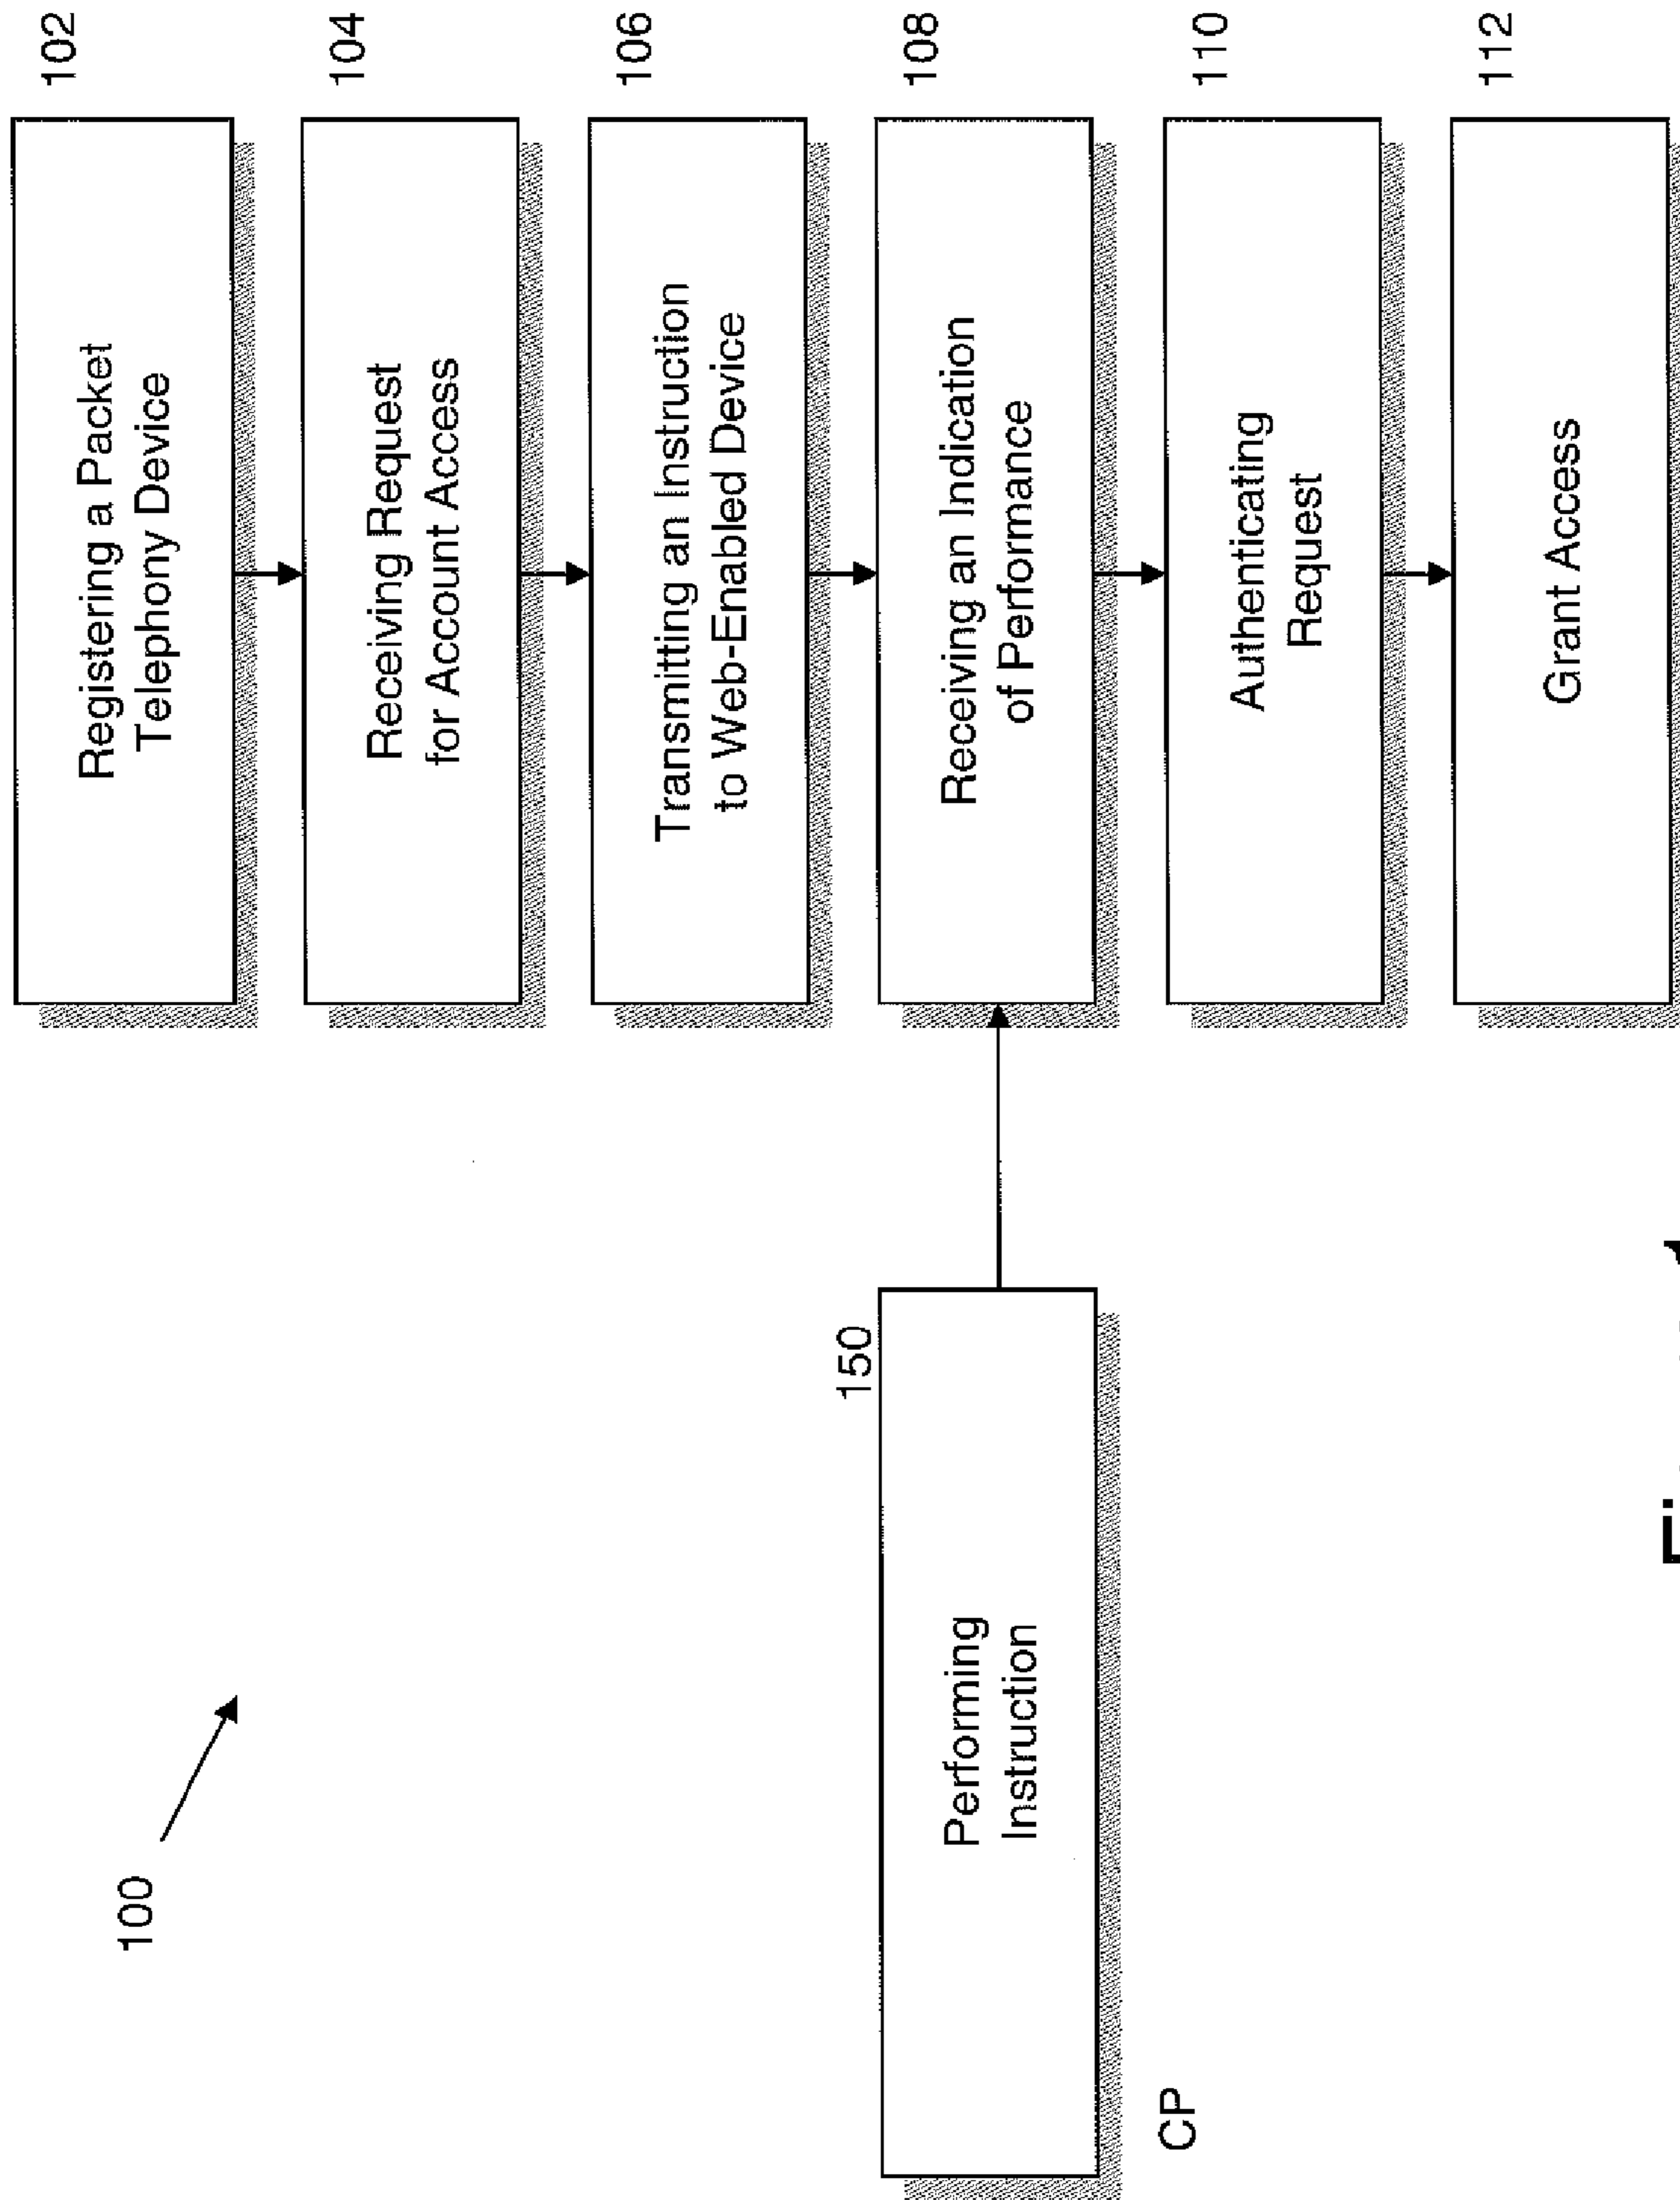 100
Registering a Packet
Telephony Device
102
Receiving Request
for Account Access
104
Transmitting an Instruction
to Web-Enabled Device
106
150
Performing
Instruction
CP
Receiving an Indication
of Performance
108
Authenticating
Request
110
Grant Access
112